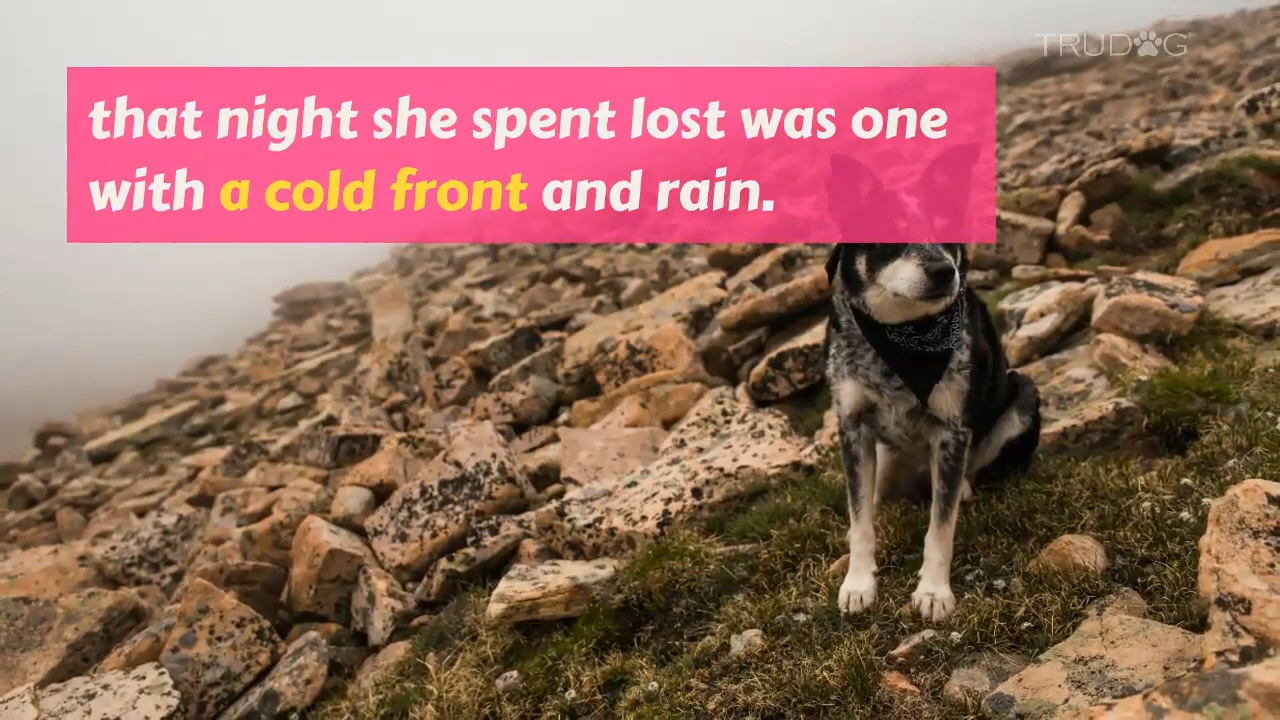 TRUDOG
that night she spent lost was one
with a cold front and rain.